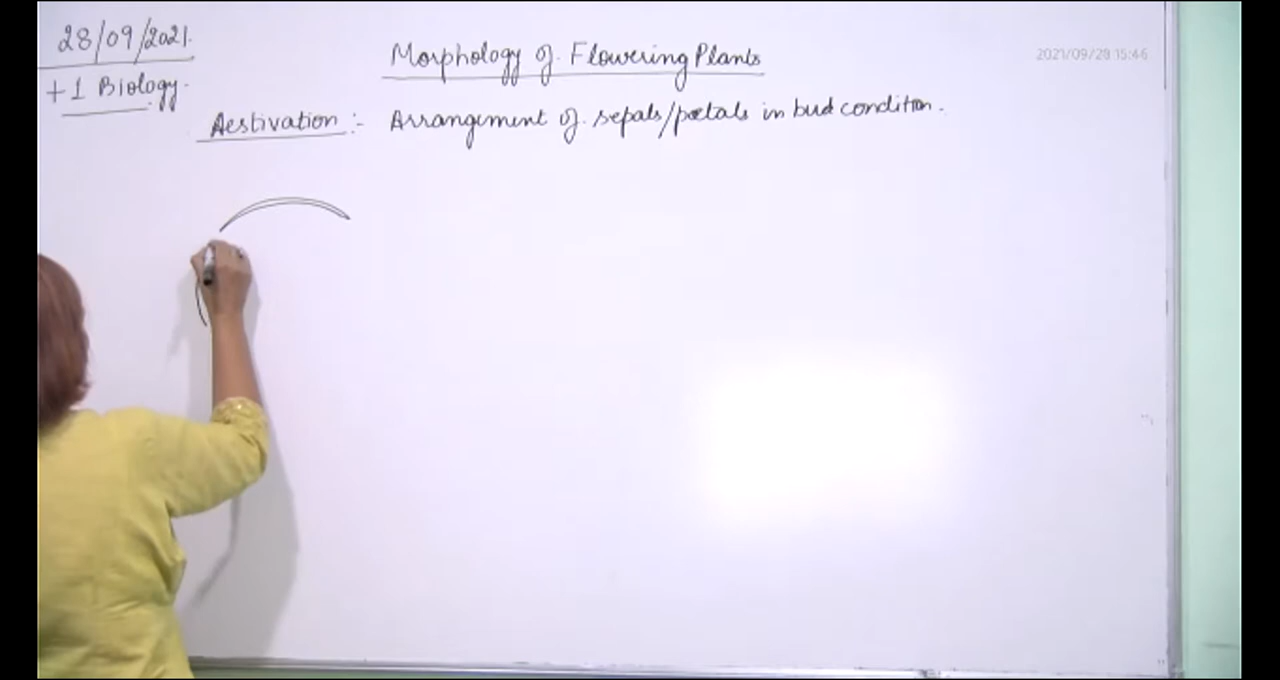 28/09/2021.
+1 Biology.
Morphology of Flowering Plants
2021/09/28 15:46
Aestivation :- Arrangement of sepals/petals in bud condition.